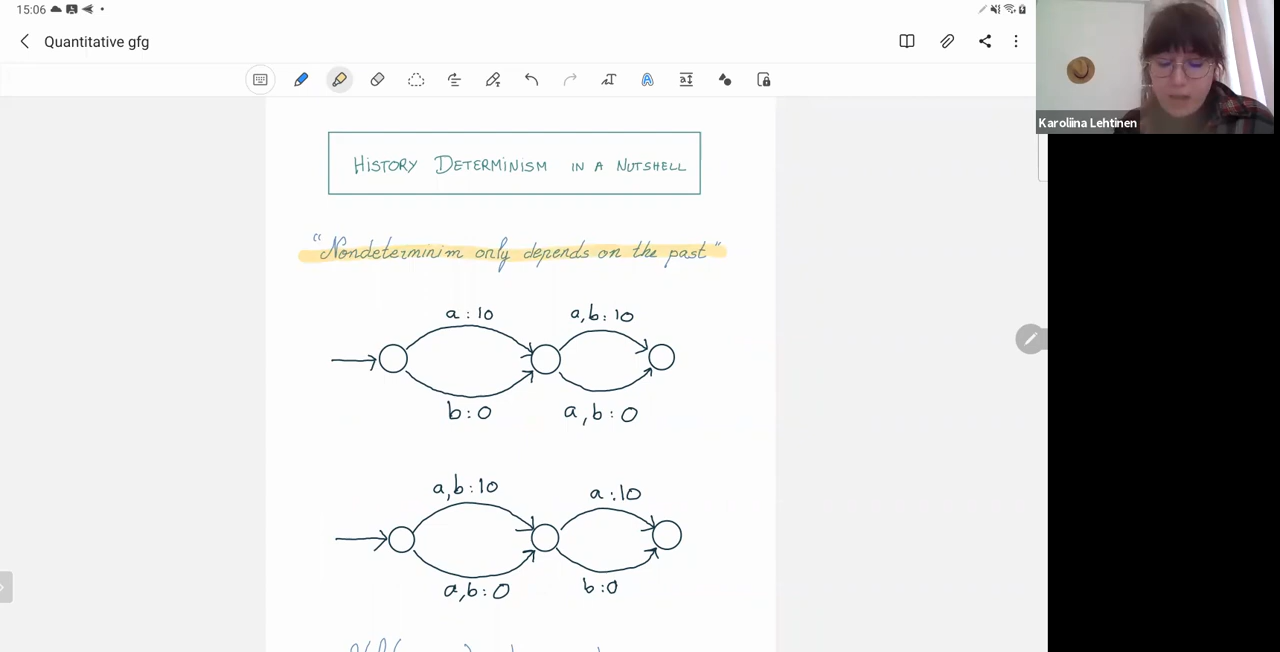 15:06
Quantitative gfg
Karoliina Lehtinen
HISTORY DETERMINISM IN A NUTSHELL
"Nondeterminim only depends on the past"
a : 10
a,b : 10
b : 0
a,b : 0
a,b : 10
a : 10
a,b : 0
b : 0